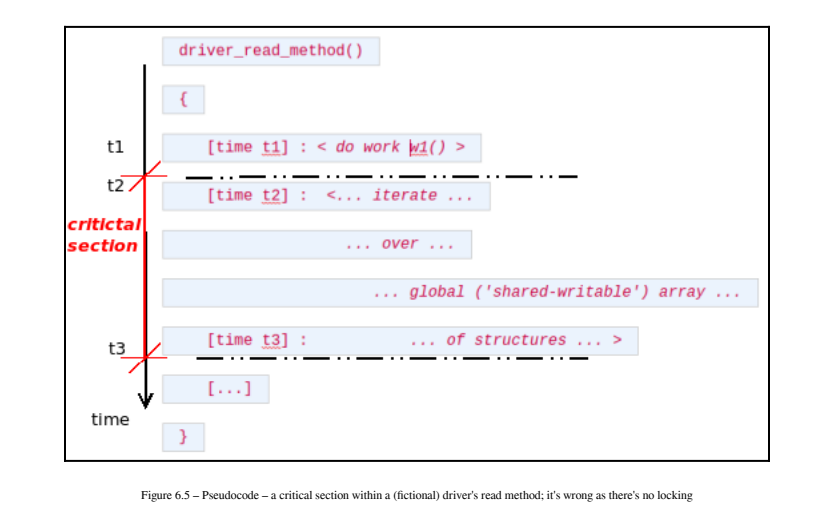 driver_read_method()
{
t1
[time t1] : < do work w1() >
t2
[time t2] :  <... iterate ...
critictal
section
... over ...
... global ('shared-writable') array ...
t3
[time t3] :           ... of structures ... >
[...]
time
}
Figure 6.5 – Pseudocode – a critical section within a (fictional) driver's read method; it's wrong as there's no locking